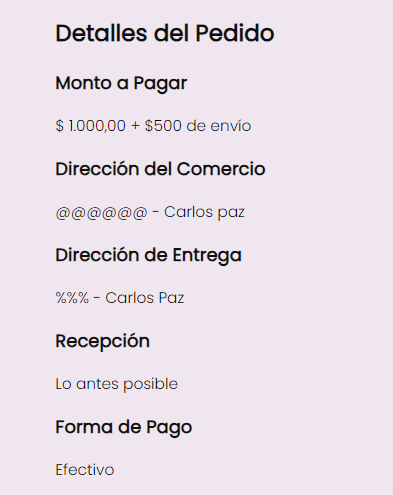 Detalles del Pedido
Monto a Pagar
$ 1.000,00 + $500 de envío
Dirección del Comercio
@@@@@@ - Carlos paz
Dirección de Entrega
%%% - Carlos Paz
Recepción
Lo antes posible
Forma de Pago
Efectivo